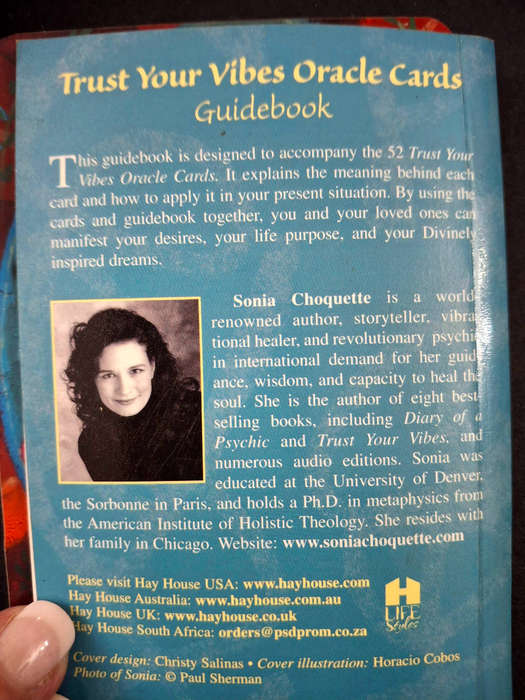 Trust Your Vibes Oracle Cards
Guidebook
This guidebook is designed to accompany the 52 Trust Your
Vibes Oracle Cards. It explains the meaning behind each
card and how to apply it in your present situation. By using the
cards and guidebook together, you and your loved ones can
manifest your desires, your life purpose, and your Divinely
inspired dreams.
Sonia Choquette is a world-
renowned author, storyteller, vibra-
tional healer, and revolutionary psychic
in international demand for her guid-
ance, wisdom, and capacity to heal the
soul. She is the author of eight best-
selling books, including Diary of a
Psychic and Trust Your Vibes, and
numerous audio editions. Sonia was
educated at the University of Denver,
the Sorbonne in Paris, and holds a Ph.D. in metaphysics from
the American Institute of Holistic Theology. She resides with
her family in Chicago. Website: www.soniachoquette.com
Please visit Hay House USA: www.hayhouse.com
Hay House Australia: www.hayhouse.com.au
Hay House UK: www.hayhouse.co.uk
Hay House South Africa: orders@psdprom.co.za
H
LIFE
Styles
Cover design: Christy Salinas • Cover illustration: Horacio Cobos
Photo of Sonia: © Paul Sherman